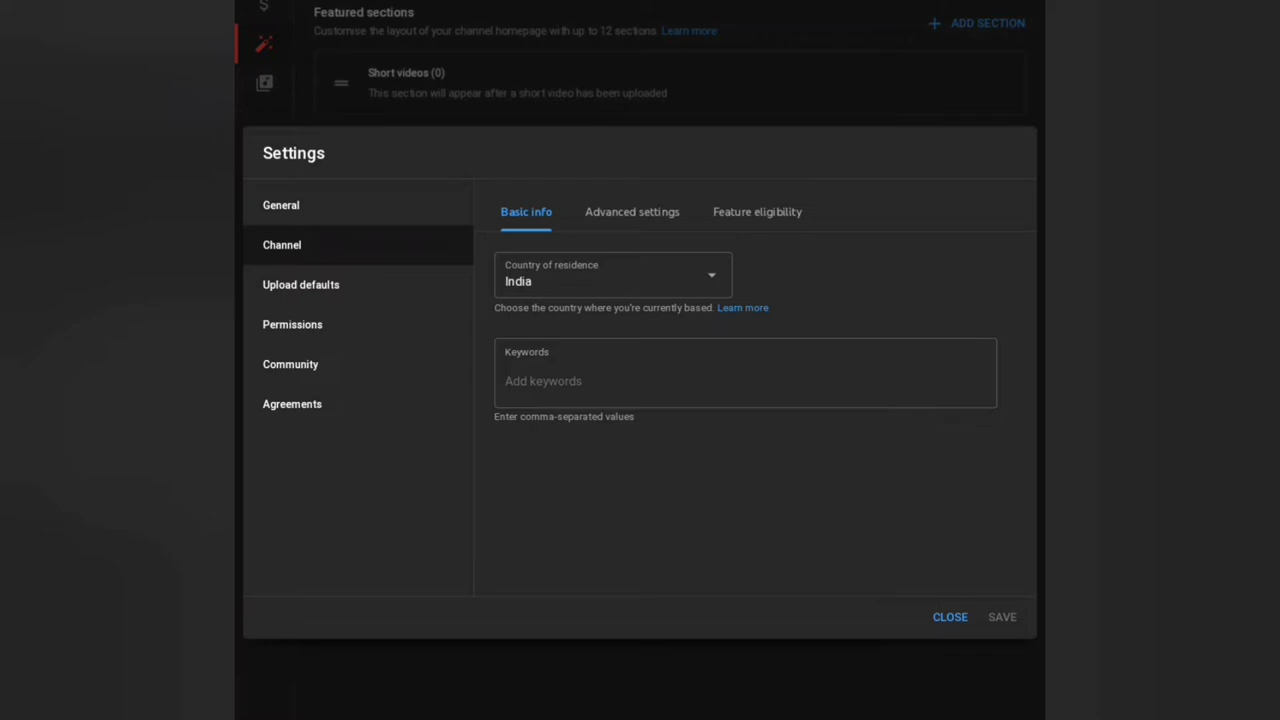 $
Featured sections
Customise the layout of your channel homepage with up to 12 sections. Learn more
+ ADD SECTION
Short videos (0)
This section will appear after a short video has been uploaded
Settings
General
Channel
Upload defaults
Permissions
Community
Agreements
Basic info Advanced settings Feature eligibility
Country of residence
India
Choose the country where you're currently based. Learn more
Keywords
Add keywords
Enter comma-separated values
CLOSE SAVE